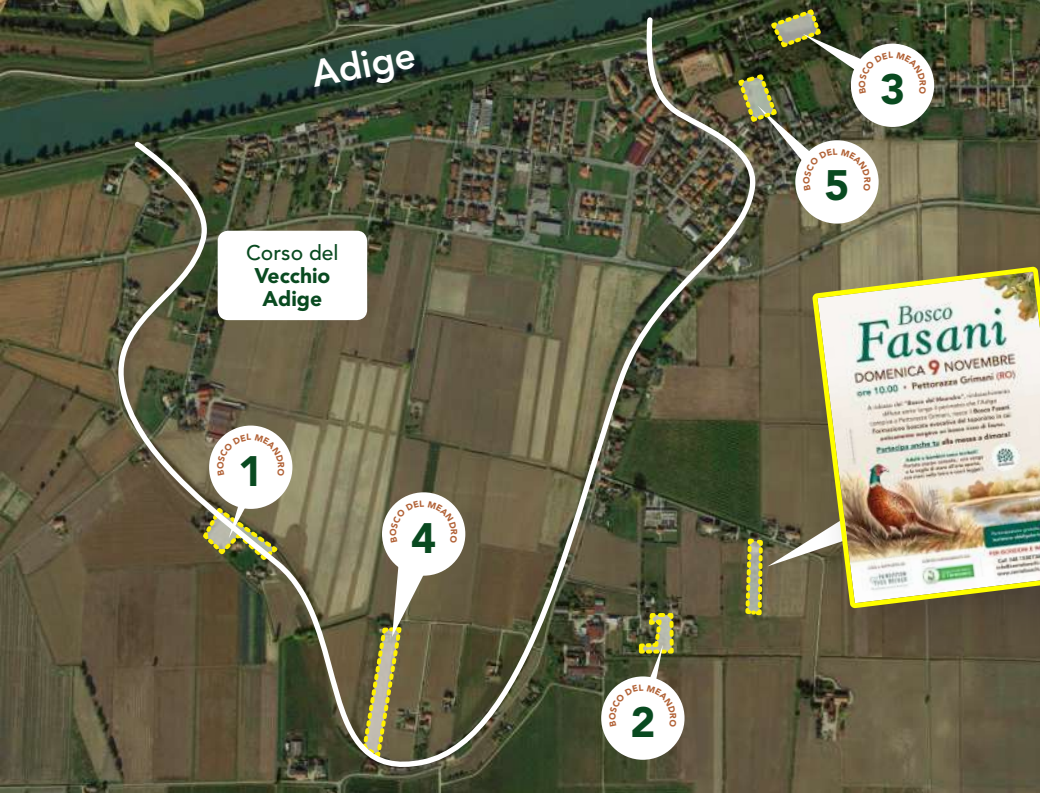 Adige
BOSCO DEL MEANDRO
3
BOSCO DEL MEANDRO
5
Corso del
Vecchio
Adige
Bosco
Fasani
DOMENICA 9 NOVEMBRE
ore 10.00 • Pettorazza Grimani (RO)
Partecipa anche tu alla messa a dimora!
BOSCO DEL MEANDRO
1
BOSCO DEL MEANDRO
4
BOSCO DEL MEANDRO
2